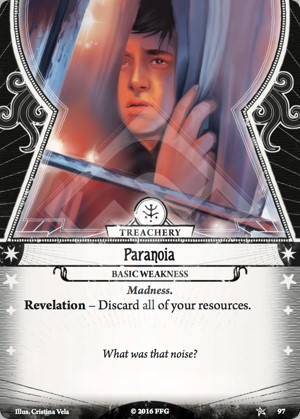 TREACHERY
Paranoia
BASIC WEAKNESS
Madness.
Revelation – Discard all of your resources.
What was that noise?
Illus. Cristina Vela © 2016 FFG 97